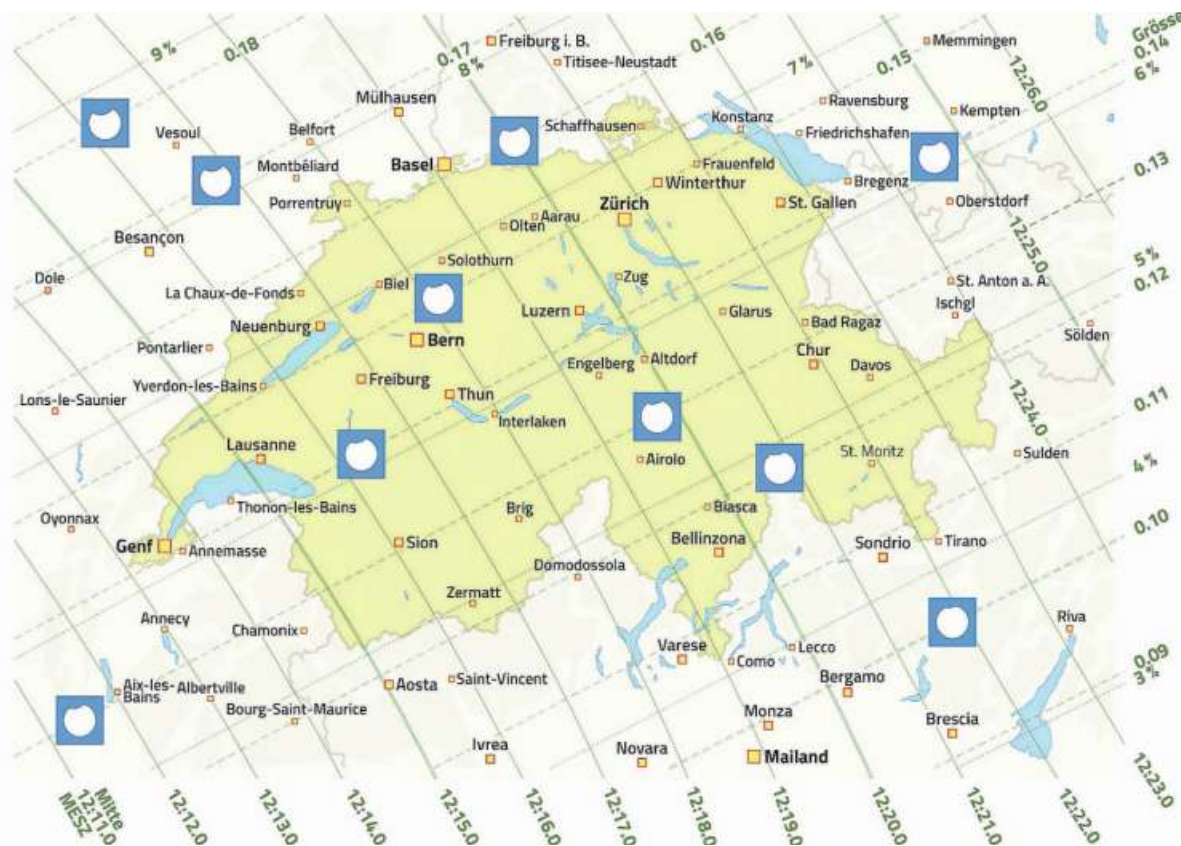 9 %
0.18
0.17
8 %
Freiburg i. B.
Titisee-Neustadt
0.16
7 %
0.15
Memmingen
Grösse
0.14
6 %
12:26.0
Mülhausen
Ravensburg
Kempten
Vesoul
Belfort
Schaffhausen
Konstanz
Friedrichshafen
0.13
Montbéliard
Basel
Frauenfeld
Winterthur
Bregenz
Porrentruy
Zürich
St. Gallen
Oberstdorf
Aarau
Olten
Besançon
12:25.0
5 %
0.12
Dole
Solothurn
Zug
La Chaux-de-Fonds
Biel
St. Anton a. A.
Ischgl
Neuenburg
Luzern
Glarus
Bad Ragaz
Sölden
Pontarlier
Bern
Engelberg
Altdorf
Chur
Davos
Yverdon-les-Bains
Freiburg
Thun
Lons-le-Saunier
Interlaken
12:24.0
0.11
Lausanne
Airolo
St. Moritz
Sulden
4 %
Thonon-les-Bains
Oyonnax
Brig
Biasca
0.10
Genf
Annemasse
Sion
Bellinzona
Sondrio
Tirano
Domodossola
Zermatt
Annecy
Chamonix
Riva
Varese
Como
Lecco
0.09
3 %
Aix-les-
Bains
Albertville
Aosta
Saint-Vincent
Bergamo
Bourg-Saint-Maurice
Monza
Brescia
Ivrea
Novara
Mailand
12:23.0
Mitte
MESZ
12:11.0
12:12.0
12:13.0
12:14.0
12:15.0
12:16.0
12:17.0
12:18.0
12:19.0
12:20.0
12:21.0
12:22.0